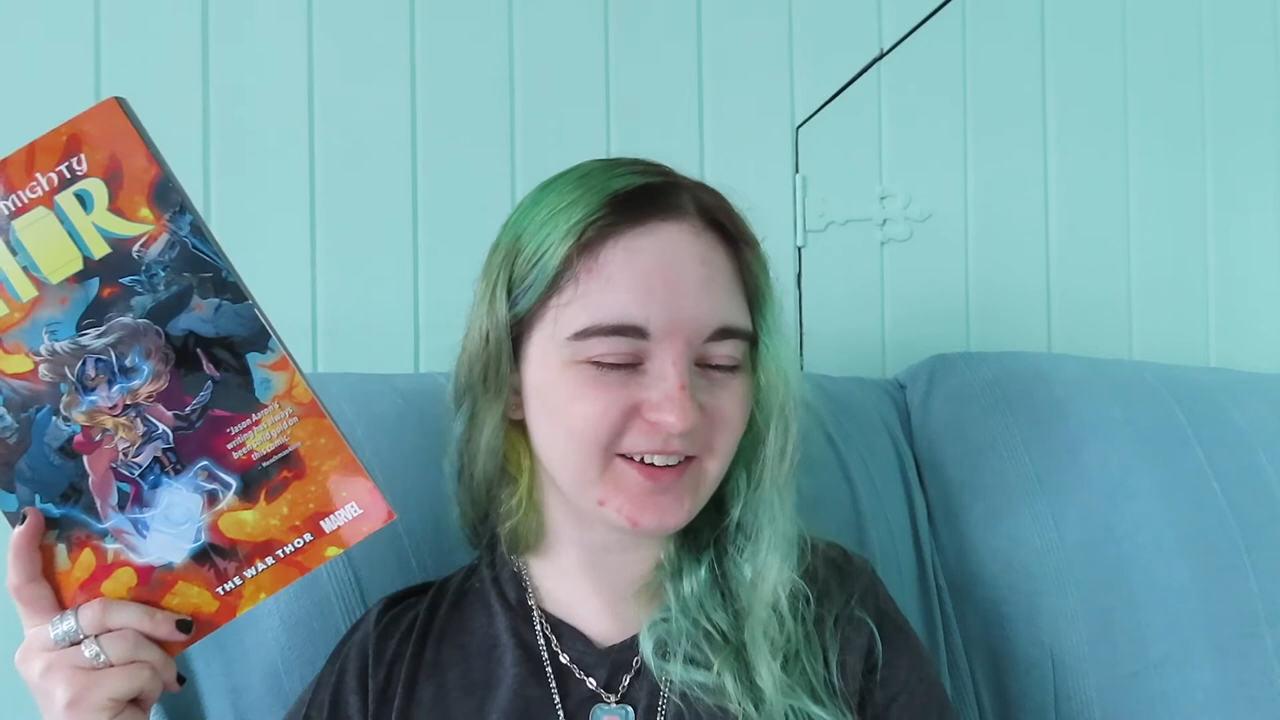 MIGHTY
THOR
"Jason Aaron's
writing has always
been solid gold on
this comic."
THE WAR THOR
MARVEL